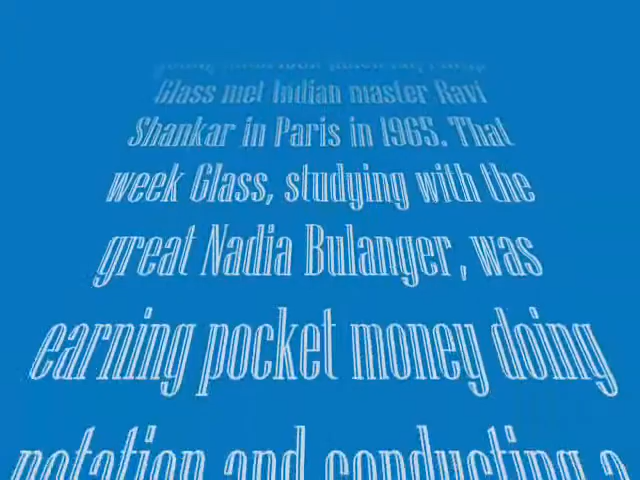 Glass met Indian master Ravi
Shankar in Paris in 1965. That
week Glass, studying with the
great Nadia Bulanger, was
earning pocket money doing
notation and conducting a